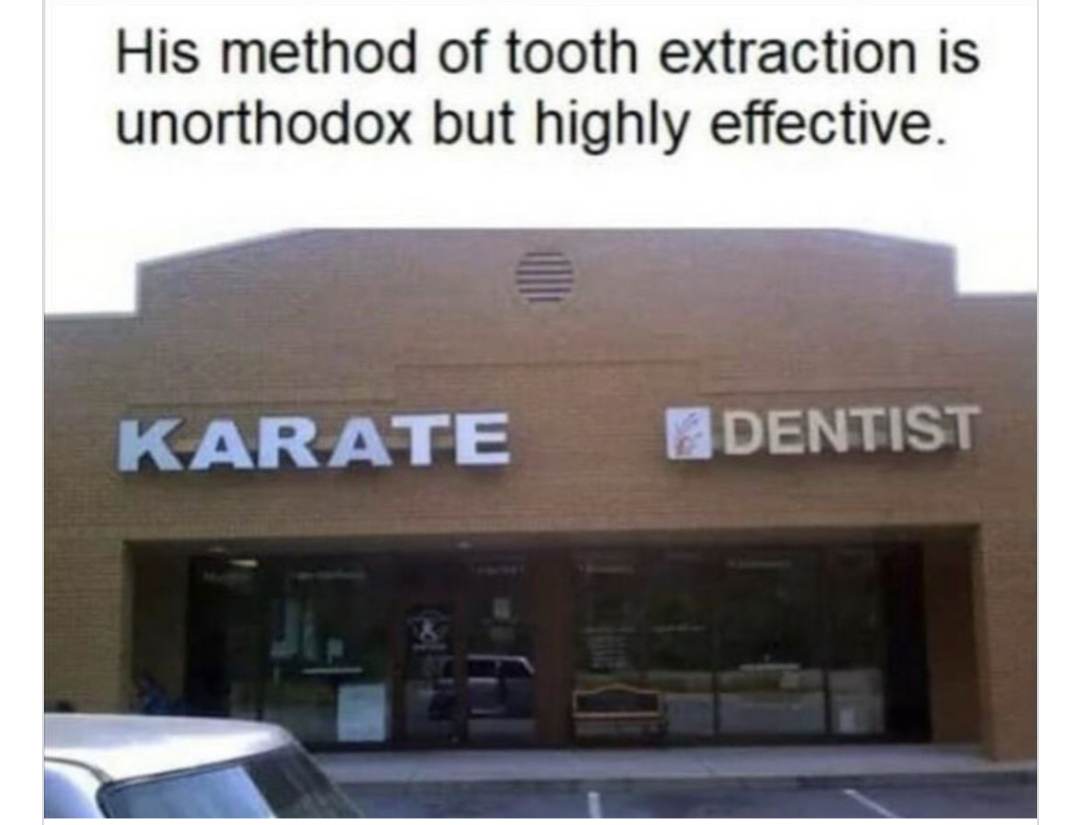 His method of tooth extraction is
unorthodox but highly effective.
KARATE
DENTIST